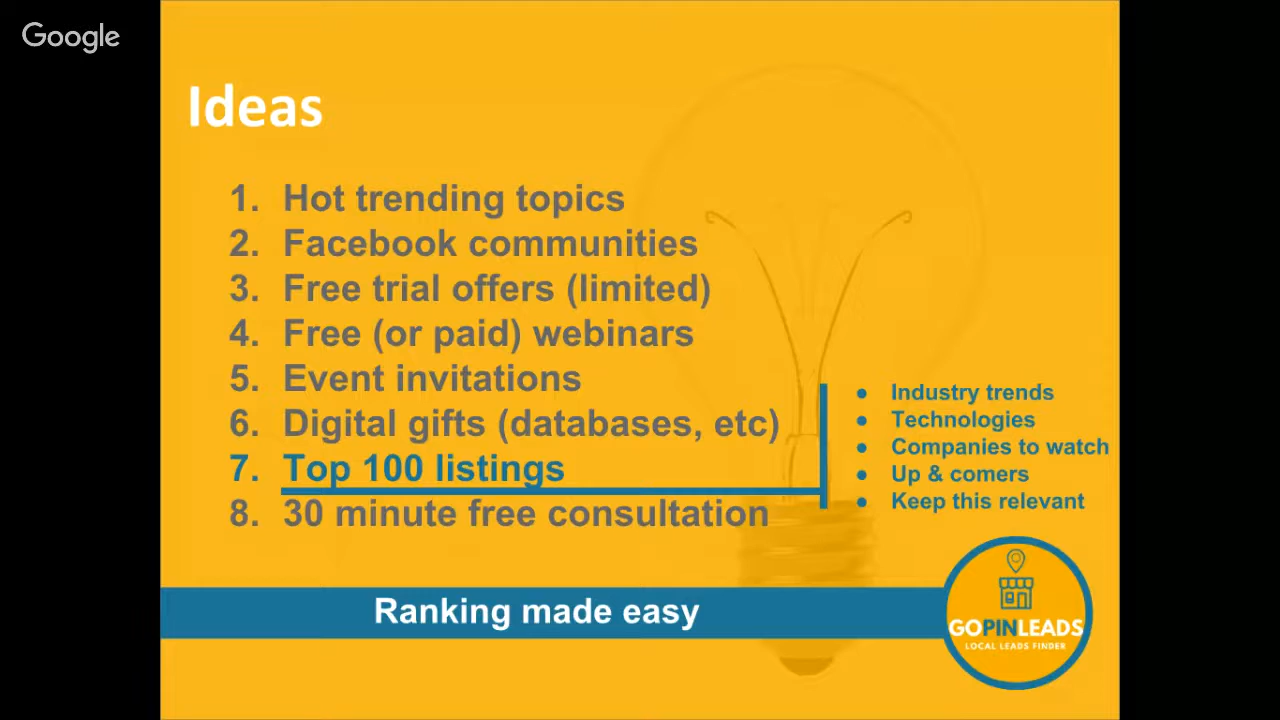 Google
Ideas
1. Hot trending topics
2. Facebook communities
3. Free trial offers (limited)
4. Free (or paid) webinars
5. Event invitations
6. Digital gifts (databases, etc)
7. Top 100 listings
8. 30 minute free consultation
● Industry trends
● Technologies
● Companies to watch
● Up & comers
● Keep this relevant
Ranking made easy
GOPINLEADS
LOCAL LEADS FINDER